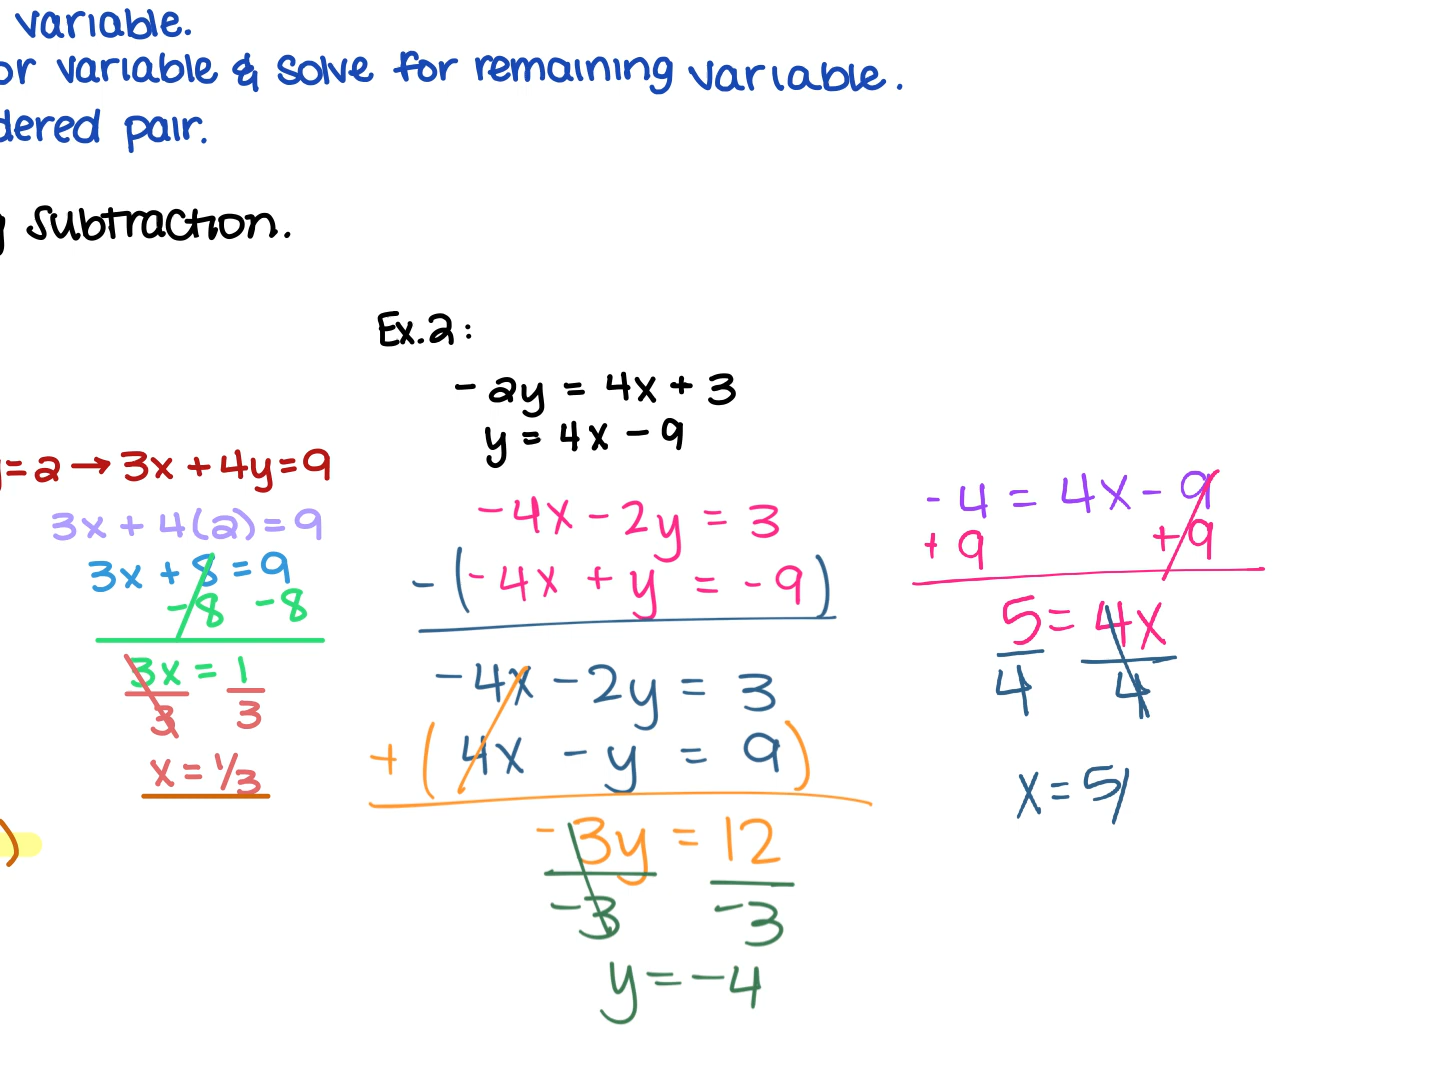 variable.
or variable & solve for remaining variable.
dered pair.
subtraction.
=2 → 3x + 4y = 9
3x + 4(2) = 9
3x + 8 = 9
-8 -8
3x = 1
3 3
x = 1/3
)
Ex.2:
-2y = 4x + 3
y = 4x - 9
-4x - 2y = 3
-(-4x + y = -9)
-4x - 2y = 3
+(4x - y = 9)
-3y = 12
-3 -3
y = -4
-4 = 4x - 9
+9 +9
5 = 4x
4 4
x = 5/